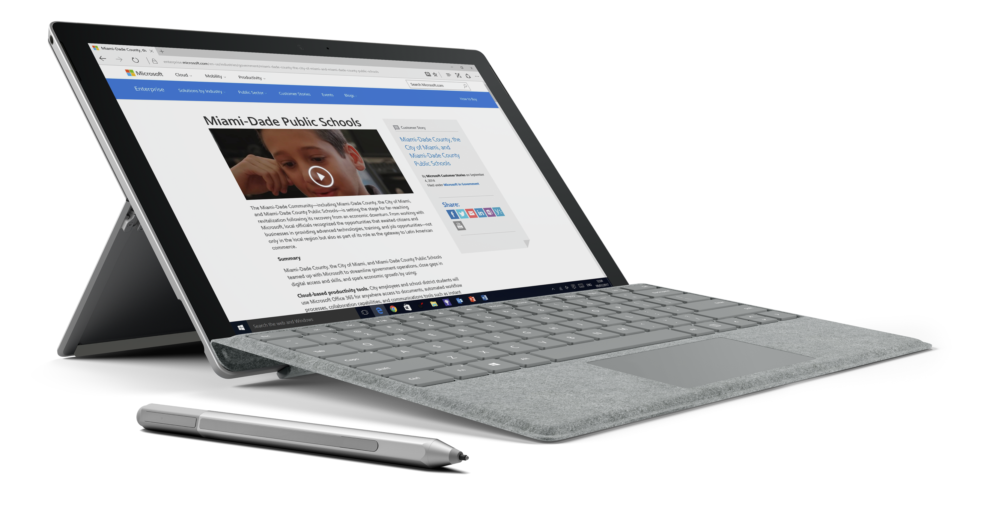 Miami-Dade County, th
enterprise.microsoft.com/en-us/industries/government/miami-dade-county-the-city-of-miami-and-miami-dade-county-public-schools
Microsoft Cloud Mobility Productivity
Search Microsoft.com
Enterprise Solutions by Industry Public Sector Customer Stories Events Blogs How to Buy
Miami-Dade Public Schools
The Miami-Dade Community—including Miami-Dade County, the City of Miami,
and Miami-Dade County Public Schools—is setting the stage for far-reaching
revitalization following its recovery from an economic downturn. From working with
Microsoft, local officials recognized the opportunities that awaited citizens and
businesses in providing advanced technologies, training, and job opportunities—not
only in the local region but also as part of its role as the gateway to Latin American
commerce.
Summary
Miami-Dade County, the City of Miami, and Miami-Dade County Public Schools
teamed up with Microsoft to streamline government operations, close gaps in
digital access and skills, and spark economic growth by using:
Cloud-based productivity tools. City employees and school district students will
use Microsoft Office 365 for anywhere access to documents, automated workflow
processes, collaboration capabilities, and communications tools such as instant
Customer Story
Miami-Dade County, the
City of Miami, and
Miami-Dade County
Public Schools
By Microsoft Customer Stories on September
4, 2014
Filed under Microsoft in Government
Share:
Search the web and Windows
ENG
12:04
09/01/2017
Esc
Backspace
Tab Q W E R T Y U I O P
Caps A S D F G H J K L Enter
Shift Z X C V B N M Shift
Ctrl Fn Alt Alt